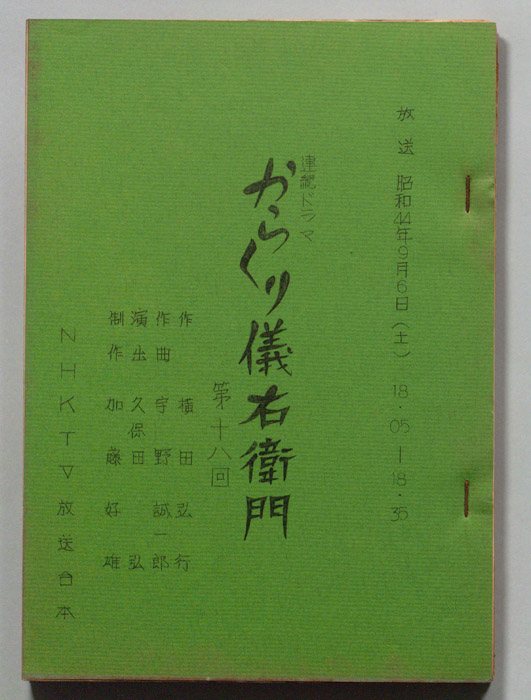 放送 昭和44年9月6日(土) 18・05―18・35
連続ドラマ
からくり儀右衛門
第十八回
作 横田弘行
作曲 宇野誠一郎
演出 久保田弘
制作 加藤好雄
NHKTV放送台本